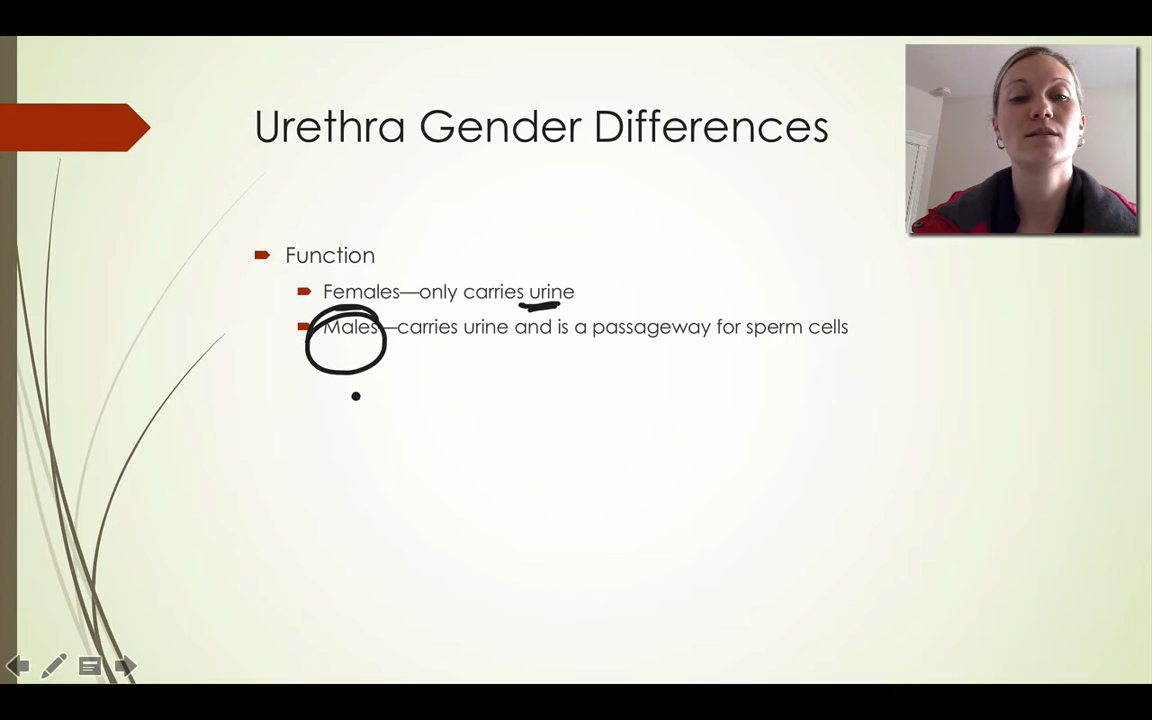 Urethra Gender Differences
Function
Females—only carries urine
Males—carries urine and is a passageway for sperm cells